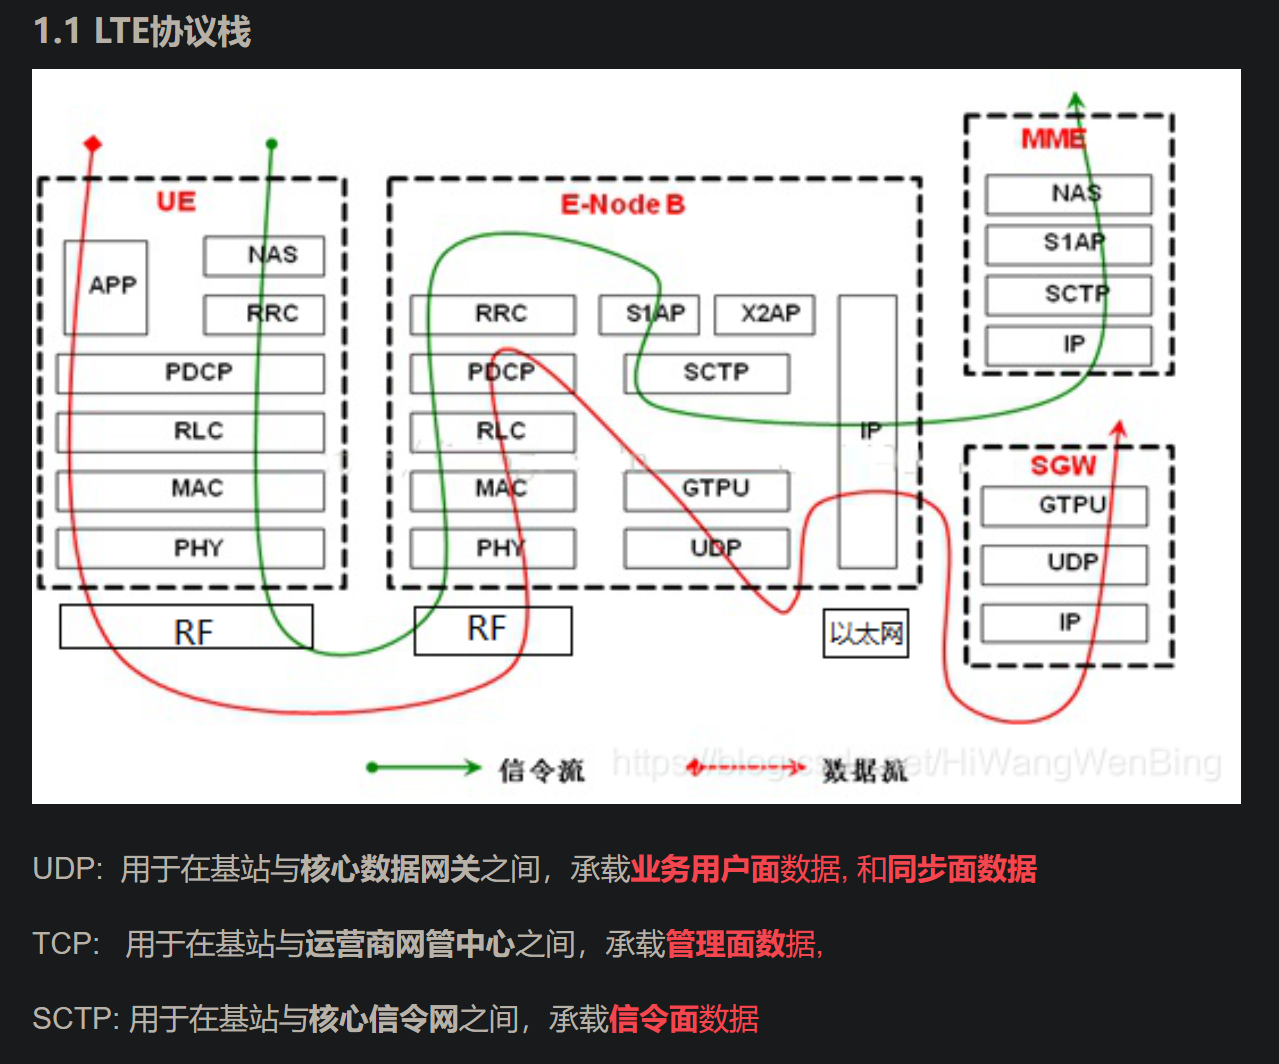 1.1 LTE协议栈
MME
NAS
S1AP
SCTP
IP
UE
APP
NAS
RRC
PDCP
RLC
MAC
PHY
RF
E-Node B
RRC
S1AP
X2AP
PDCP
SCTP
RLC
IP
MAC
GTPU
PHY
UDP
RF
以太网
SGW
GTPU
UDP
IP
信令流
数据流
https://blog.csdn.net/HiWangWenBing
UDP: 用于在基站与核心数据网关之间，承载业务用户面数据, 和同步面数据
TCP: 用于在基站与运营商网管中心之间，承载管理面数据,
SCTP: 用于在基站与核心信令网之间，承载信令面数据